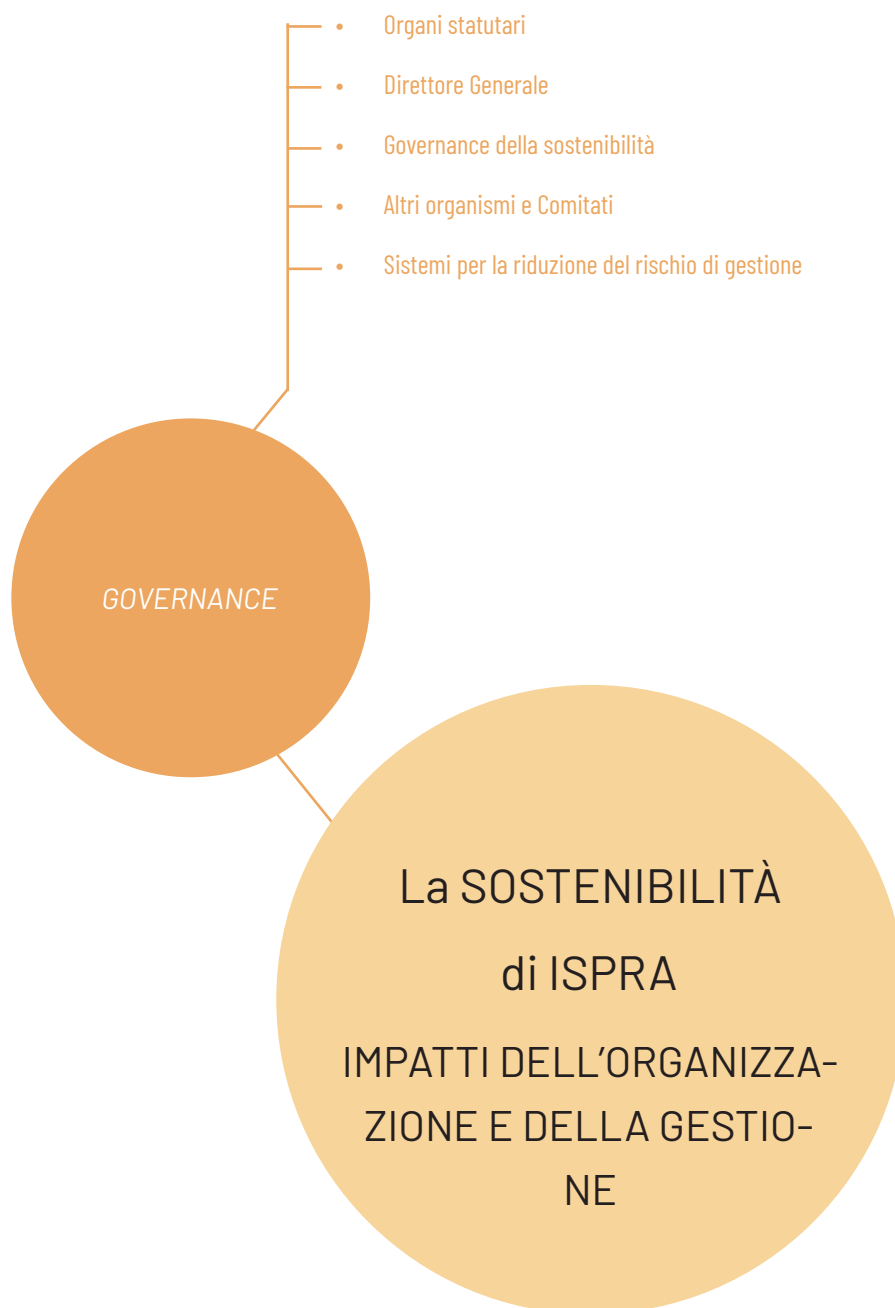 • Organi statutari
• Direttore Generale
• Governance della sostenibilità
• Altri organismi e Comitati
• Sistemi per la riduzione del rischio di gestione
GOVERNANCE
La SOSTENIBILITÀ
di ISPRA
IMPATTI DELL’ORGANIZZA-
ZIONE E DELLA GESTIO-
NE